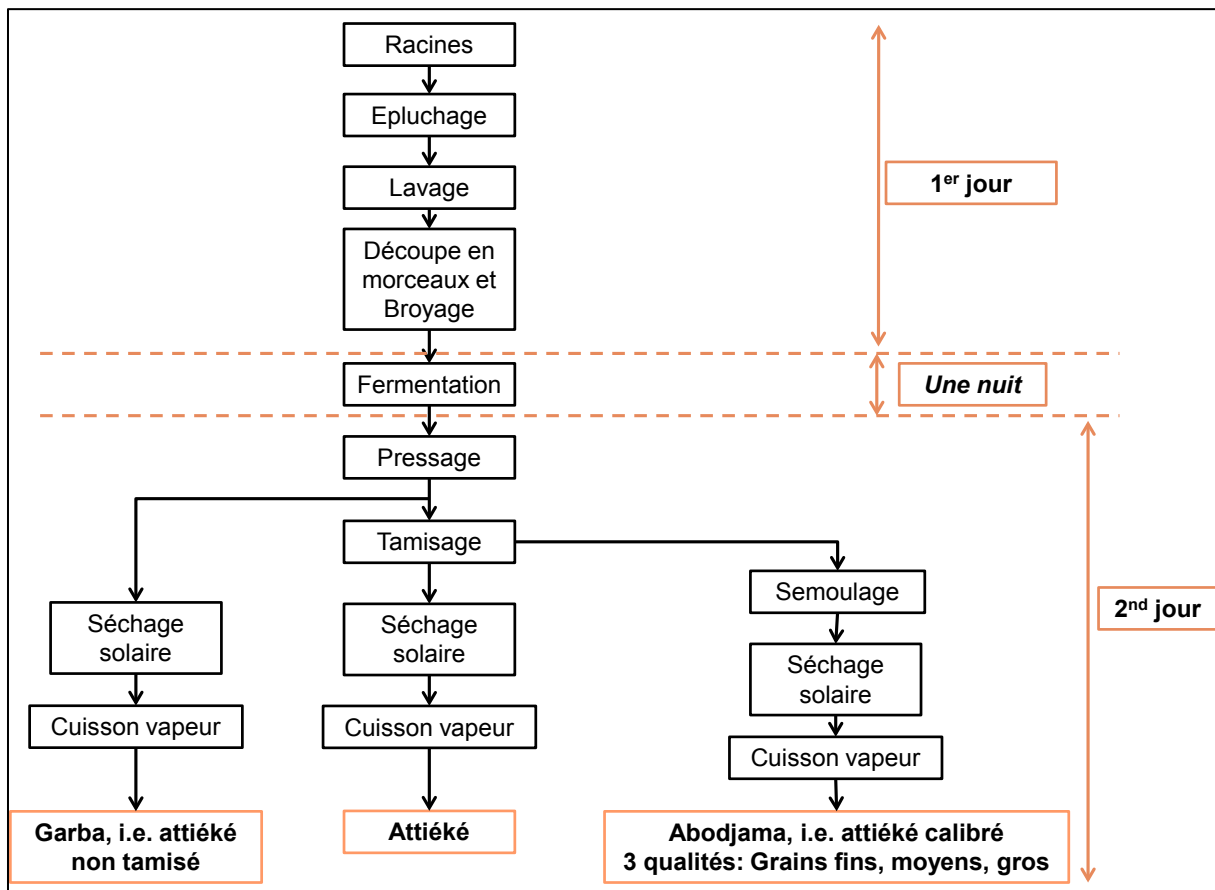 Racines
Epluchage
Lavage
1er jour
Découpe en
morceaux et
Broyage
Fermentation
Une nuit
Pressage
Tamisage
Semoulage
2nd jour
Séchage
solaire
Séchage
solaire
Séchage
solaire
Cuisson vapeur
Cuisson vapeur
Cuisson vapeur
Garba, i.e. attiéké
non tamisé
Attiéké
Abodjama, i.e. attiéké calibré
3 qualités: Grains fins, moyens, gros